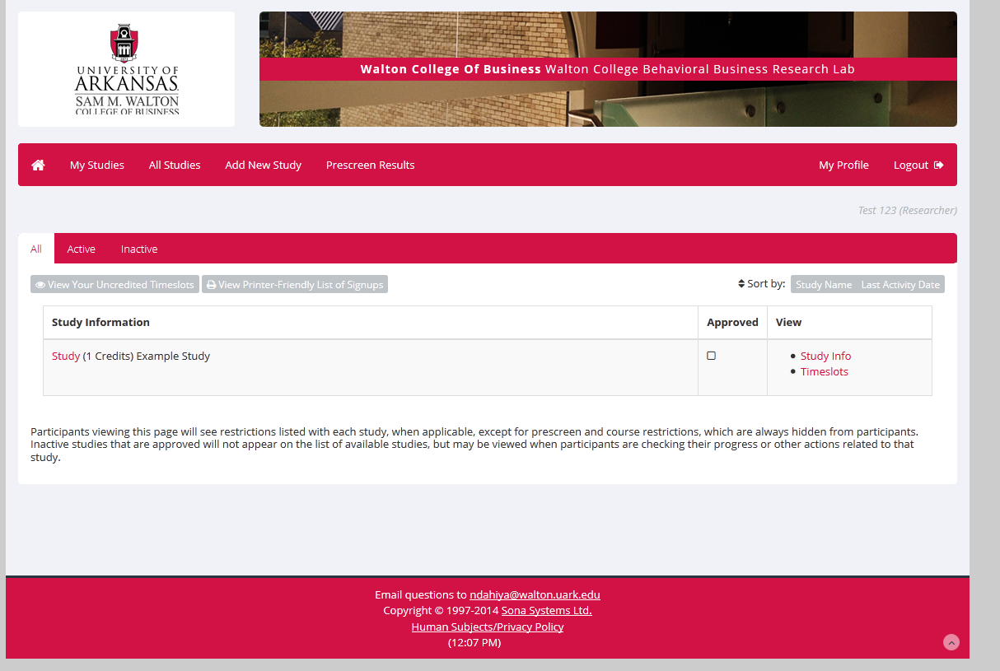 UNIVERSITY OF
ARKANSAS
SAM M. WALTON
COLLEGE OF BUSINESS
Walton College Of Business Walton College Behavioral Business Research Lab
My Studies All Studies Add New Study Prescreen Results My Profile Logout
Test 123 (Researcher)
All Active Inactive
View Your Uncredited Timeslots View Printer-Friendly List of Signups Sort by: Study Name Last Activity Date
Study Information Approved View
Study (1 Credits) Example Study Study Info
Timeslots
Participants viewing this page will see restrictions listed with each study, when applicable, except for prescreen and course restrictions, which are always hidden from participants.
Inactive studies that are approved will not appear on the list of available studies, but may be viewed when participants are checking their progress or other actions related to that
study.
Email questions to ndahiya@walton.uark.edu
Copyright © 1997-2014 Sona Systems Ltd.
Human Subjects/Privacy Policy
(12:07 PM)